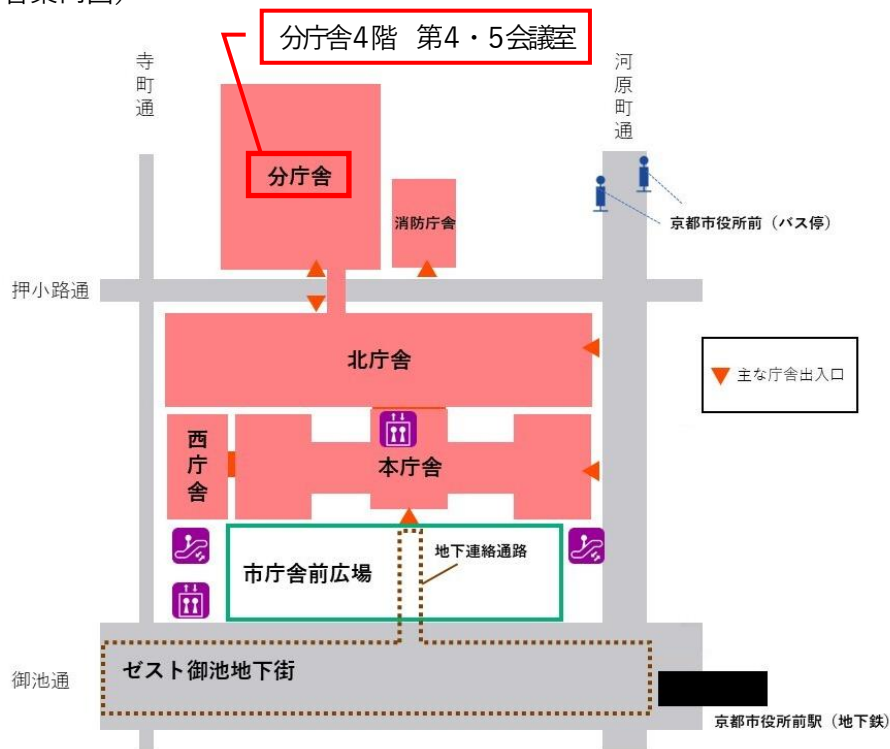 分庁舎4階 第4・5会議室
寺町通
河原町通
分庁舎
消防庁舎
京都市役所前（バス停）
押小路通
北庁舎
主な庁舎出入口
西庁舎
本庁舎
地下連絡通路
市庁舎前広場
御池通
ゼスト御池地下街
京都市役所前駅（地下鉄）